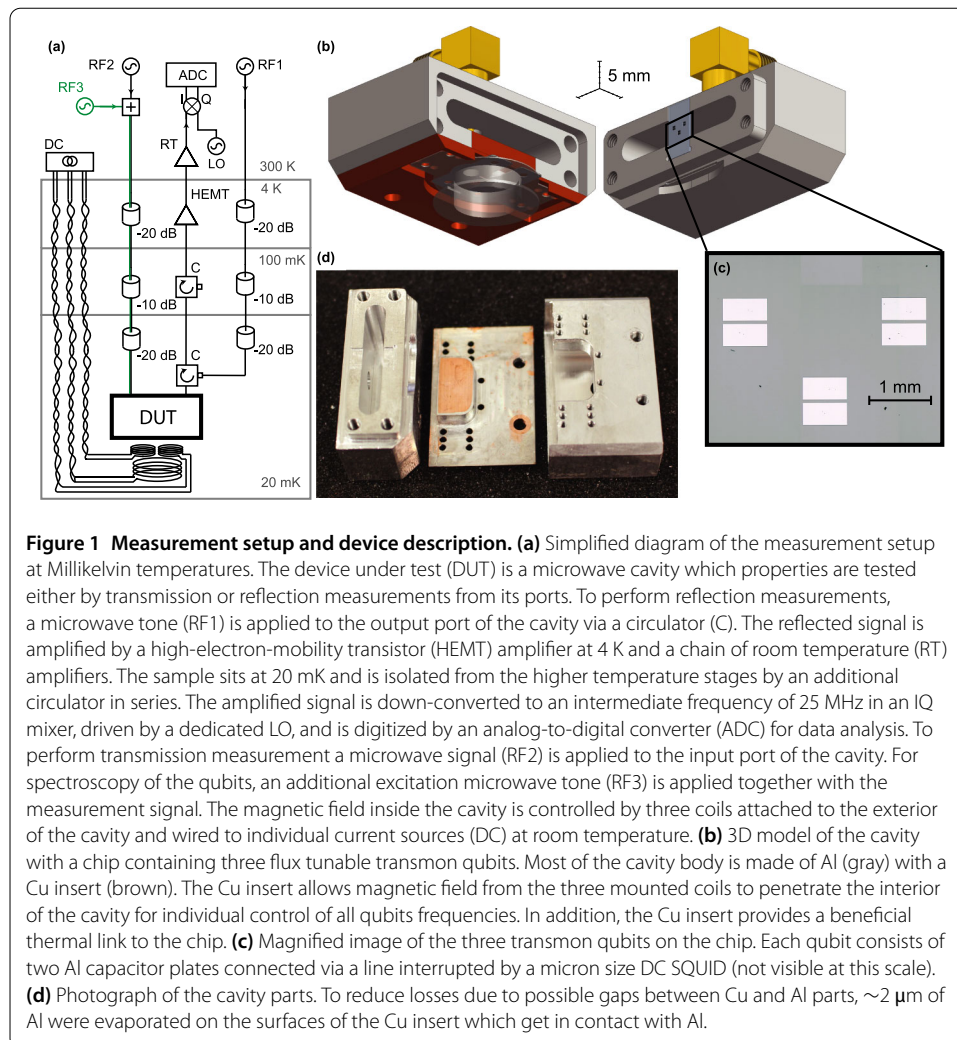 (a)
RF2
RF3
ADC
I
Q
RF1
LO
RT
DC
300 K
4 K
HEMT
-20 dB
-20 dB
100 mK
C
-10 dB
-10 dB
-20 dB
C
-20 dB
DUT
20 mK
(b)
5 mm
(c)
1 mm
(d)
Figure 1 Measurement setup and device description. (a) Simplified diagram of the measurement setup
at Millikelvin temperatures. The device under test (DUT) is a microwave cavity which properties are tested
either by transmission or reflection measurements from its ports. To perform reflection measurements,
a microwave tone (RF1) is applied to the output port of the cavity via a circulator (C). The reflected signal is
amplified by a high-electron-mobility transistor (HEMT) amplifier at 4 K and a chain of room temperature (RT)
amplifiers. The sample sits at 20 mK and is isolated from the higher temperature stages by an additional
circulator in series. The amplified signal is down-converted to an intermediate frequency of 25 MHz in an IQ
mixer, driven by a dedicated LO, and is digitized by an analog-to-digital converter (ADC) for data analysis. To
perform transmission measurement a microwave signal (RF2) is applied to the input port of the cavity. For
spectroscopy of the qubits, an additional excitation microwave tone (RF3) is applied together with the
measurement signal. The magnetic field inside the cavity is controlled by three coils attached to the exterior
of the cavity and wired to individual current sources (DC) at room temperature. (b) 3D model of the cavity
with a chip containing three flux tunable transmon qubits. Most of the cavity body is made of Al (gray) with a
Cu insert (brown). The Cu insert allows magnetic field from the three mounted coils to penetrate the interior
of the cavity for individual control of all qubits frequencies. In addition, the Cu insert provides a beneficial
thermal link to the chip. (c) Magnified image of the three transmon qubits on the chip. Each qubit consists of
two Al capacitor plates connected via a line interrupted by a micron size DC SQUID (not visible at this scale).
(d) Photograph of the cavity parts. To reduce losses due to possible gaps between Cu and Al parts, ~2 μm of
Al were evaporated on the surfaces of the Cu insert which get in contact with Al.